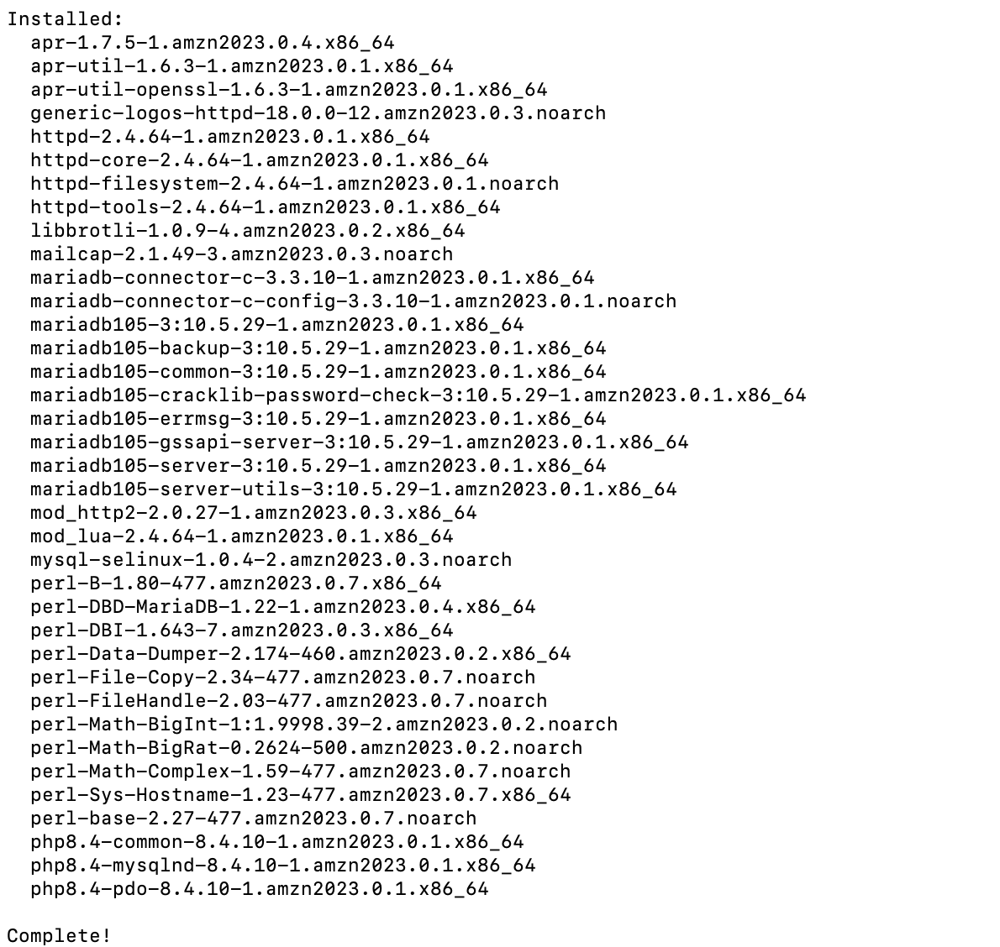 Installed:
  apr-1.7.5-1.amzn2023.0.4.x86_64
  apr-util-1.6.3-1.amzn2023.0.1.x86_64
  apr-util-openssl-1.6.3-1.amzn2023.0.1.x86_64
  generic-logos-httpd-18.0.0-12.amzn2023.0.3.noarch
  httpd-2.4.64-1.amzn2023.0.1.x86_64
  httpd-core-2.4.64-1.amzn2023.0.1.x86_64
  httpd-filesystem-2.4.64-1.amzn2023.0.1.noarch
  httpd-tools-2.4.64-1.amzn2023.0.1.x86_64
  libbrotli-1.0.9-4.amzn2023.0.2.x86_64
  mailcap-2.1.49-3.amzn2023.0.3.noarch
  mariadb-connector-c-3.3.10-1.amzn2023.0.1.x86_64
  mariadb-connector-c-config-3.3.10-1.amzn2023.0.1.noarch
  mariadb105-3:10.5.29-1.amzn2023.0.1.x86_64
  mariadb105-backup-3:10.5.29-1.amzn2023.0.1.x86_64
  mariadb105-common-3:10.5.29-1.amzn2023.0.1.x86_64
  mariadb105-cracklib-password-check-3:10.5.29-1.amzn2023.0.1.x86_64
  mariadb105-errmsg-3:10.5.29-1.amzn2023.0.1.x86_64
  mariadb105-gssapi-server-3:10.5.29-1.amzn2023.0.1.x86_64
  mariadb105-server-3:10.5.29-1.amzn2023.0.1.x86_64
  mariadb105-server-utils-3:10.5.29-1.amzn2023.0.1.x86_64
  mod_http2-2.0.27-1.amzn2023.0.3.x86_64
  mod_lua-2.4.64-1.amzn2023.0.1.x86_64
  mysql-selinux-1.0.4-2.amzn2023.0.3.noarch
  perl-B-1.80-477.amzn2023.0.7.x86_64
  perl-DBD-MariaDB-1.22-1.amzn2023.0.4.x86_64
  perl-DBI-1.643-7.amzn2023.0.3.x86_64
  perl-Data-Dumper-2.174-460.amzn2023.0.2.x86_64
  perl-File-Copy-2.34-477.amzn2023.0.7.noarch
  perl-FileHandle-2.03-477.amzn2023.0.7.noarch
  perl-Math-BigInt-1:1.9998.39-2.amzn2023.0.2.noarch
  perl-Math-BigRat-0.2624-500.amzn2023.0.2.noarch
  perl-Math-Complex-1.59-477.amzn2023.0.7.noarch
  perl-Sys-Hostname-1.23-477.amzn2023.0.7.x86_64
  perl-base-2.27-477.amzn2023.0.7.noarch
  php8.4-common-8.4.10-1.amzn2023.0.1.x86_64
  php8.4-mysqlnd-8.4.10-1.amzn2023.0.1.x86_64
  php8.4-pdo-8.4.10-1.amzn2023.0.1.x86_64

Complete!